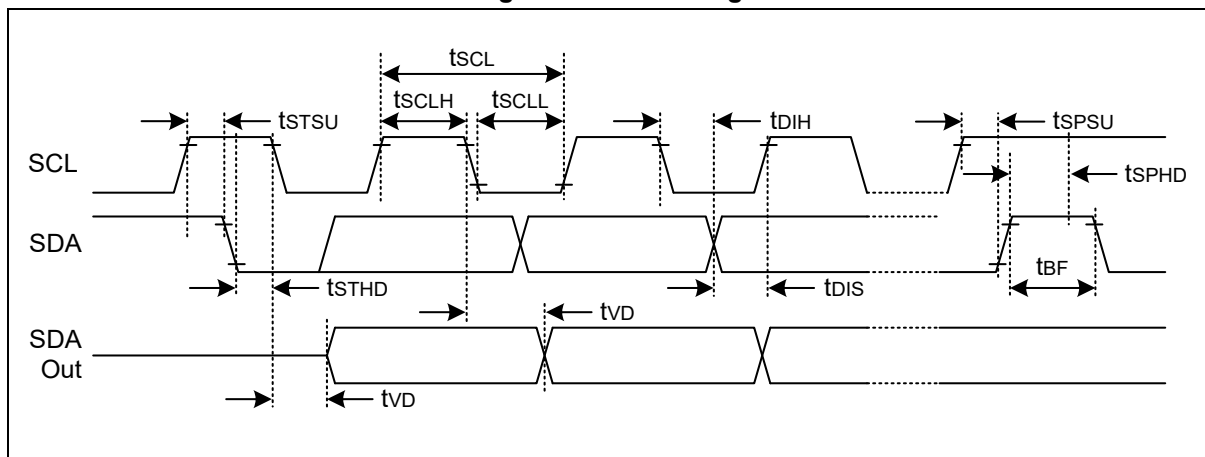 tSCL
tSCLH
tSCLL
tSTSU
tDIH
tSPSU
SCL
tSPHD
SDA
tBF
tSTHD
tDIS
tVD
SDA
Out
tVD